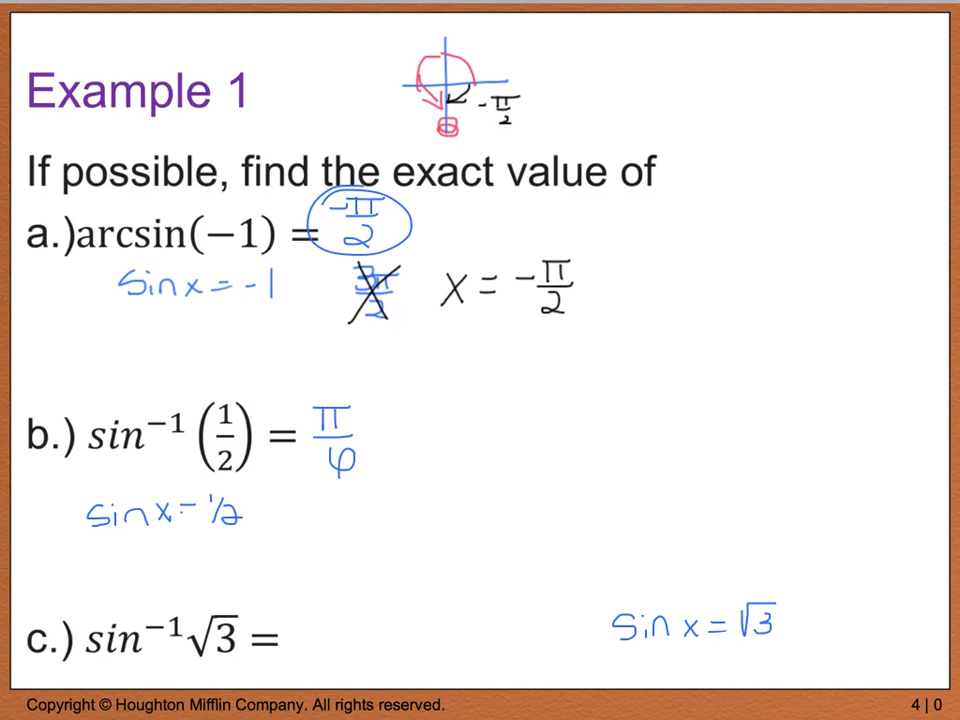 Example 1
-π/2
If possible, find the exact value of
a.)arcsin(−1) = -π/2
sin x = -1 3π/2 x = -π/2
b.) sin⁻¹(1/2) = π/6
sin x = 1/2
c.) sin⁻¹√3 = sin x = √3
Copyright © Houghton Mifflin Company. All rights reserved. 4 | 0